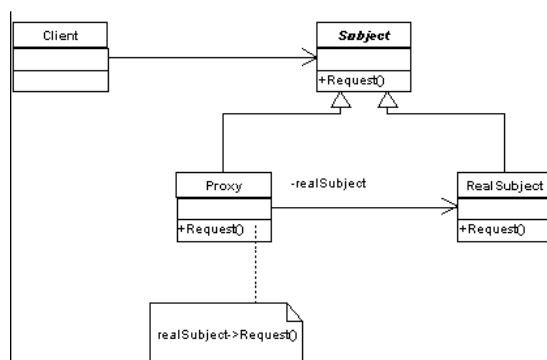 Client
Subject
+Request()
Proxy
-realSubject
RealSubject
+Request()
+Request()
realSubject->Request()